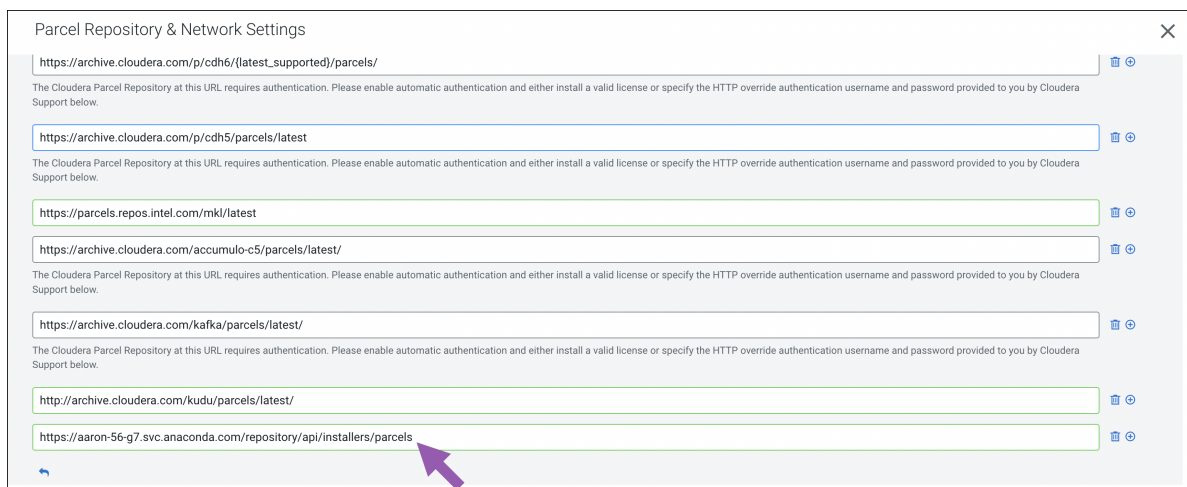 Parcel Repository & Network Settings
https://archive.cloudera.com/p/cdh6/{latest_supported}/parcels/
The Cloudera Parcel Repository at this URL requires authentication. Please enable automatic authentication and either install a valid license or specify the HTTP override authentication username and password provided to you by Cloudera
Support below.
https://archive.cloudera.com/p/cdh5/parcels/latest
The Cloudera Parcel Repository at this URL requires authentication. Please enable automatic authentication and either install a valid license or specify the HTTP override authentication username and password provided to you by Cloudera
Support below.
https://parcels.repos.intel.com/mkl/latest
https://archive.cloudera.com/accumulo-c5/parcels/latest/
The Cloudera Parcel Repository at this URL requires authentication. Please enable automatic authentication and either install a valid license or specify the HTTP override authentication username and password provided to you by Cloudera
Support below.
https://archive.cloudera.com/kafka/parcels/latest/
The Cloudera Parcel Repository at this URL requires authentication. Please enable automatic authentication and either install a valid license or specify the HTTP override authentication username and password provided to you by Cloudera
Support below.
http://archive.cloudera.com/kudu/parcels/latest/
https://aaron-56-g7.svc.anaconda.com/repository/api/installers/parcels